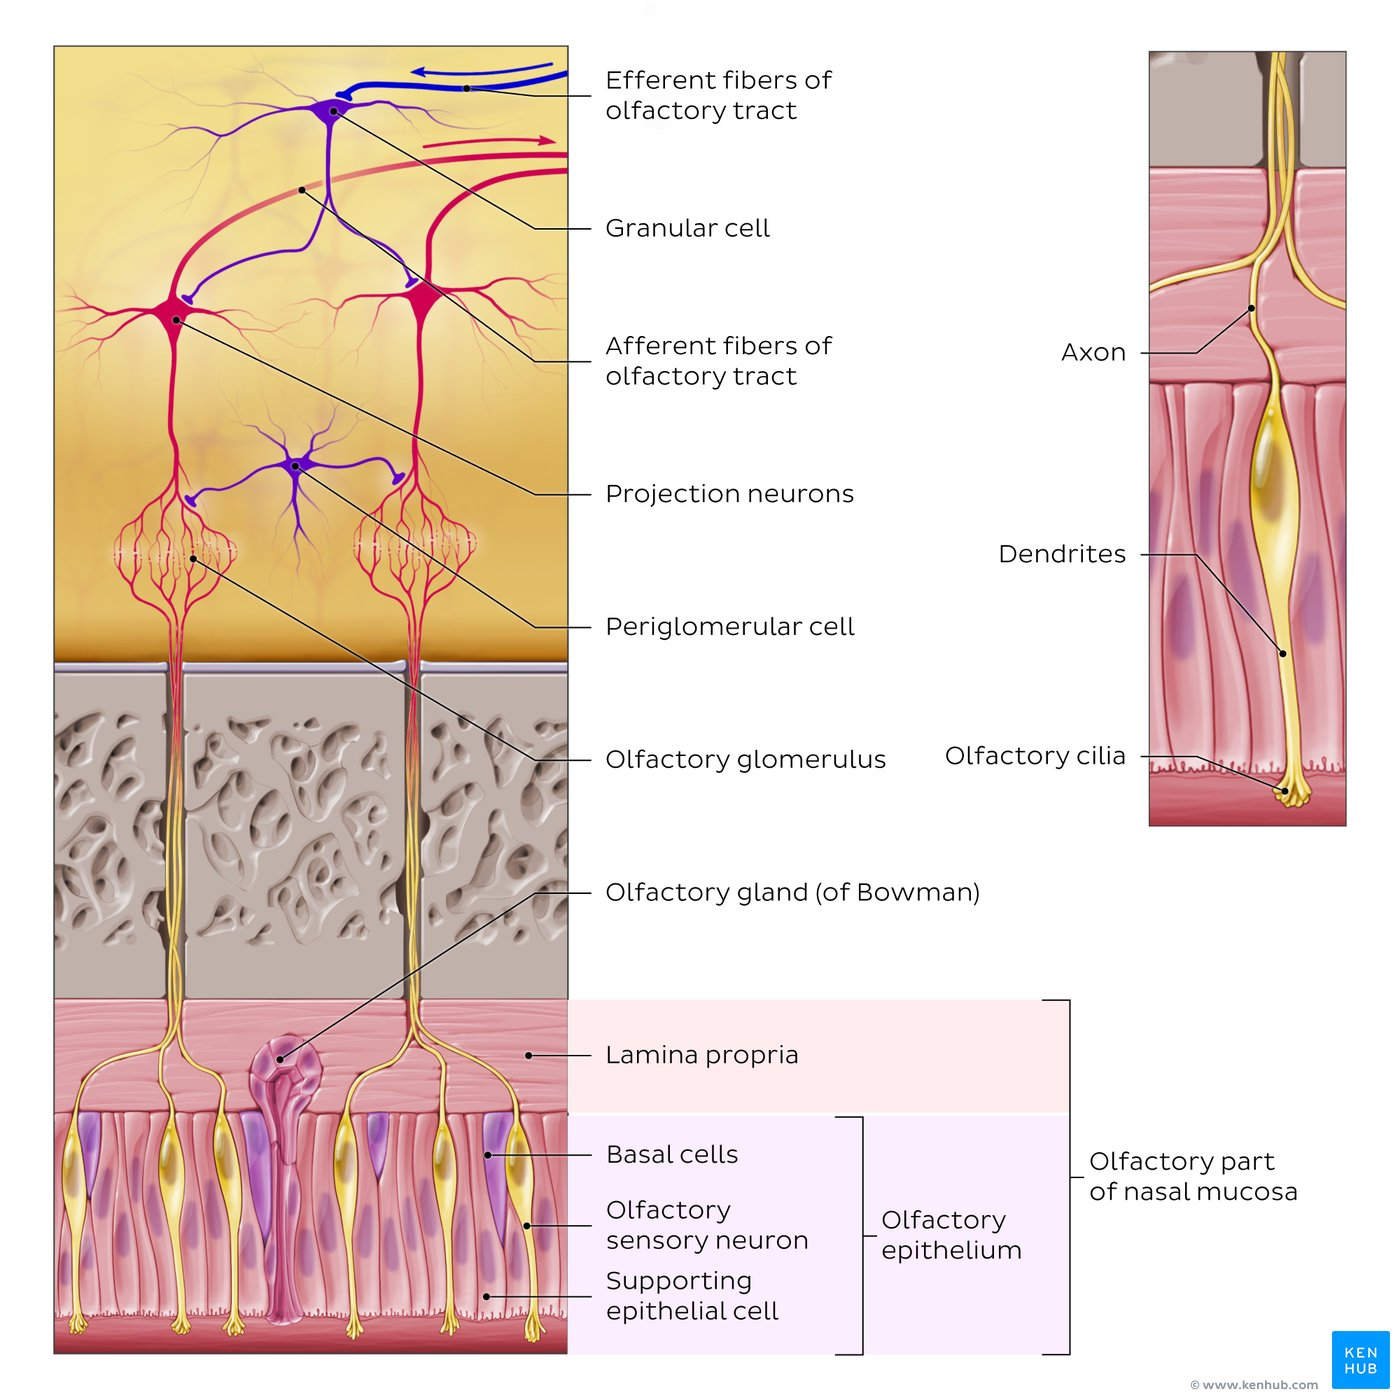 Efferent fibers of
olfactory tract
Granular cell
Afferent fibers of
olfactory tract
Projection neurons
Periglomerular cell
Olfactory glomerulus
Olfactory gland (of Bowman)
Lamina propria
Basal cells
Olfactory
sensory neuron
Supporting
epithelial cell
Olfactory
epithelium
Olfactory part
of nasal mucosa
Axon
Dendrites
Olfactory cilia
KEN
HUB
© www.kenhub.com